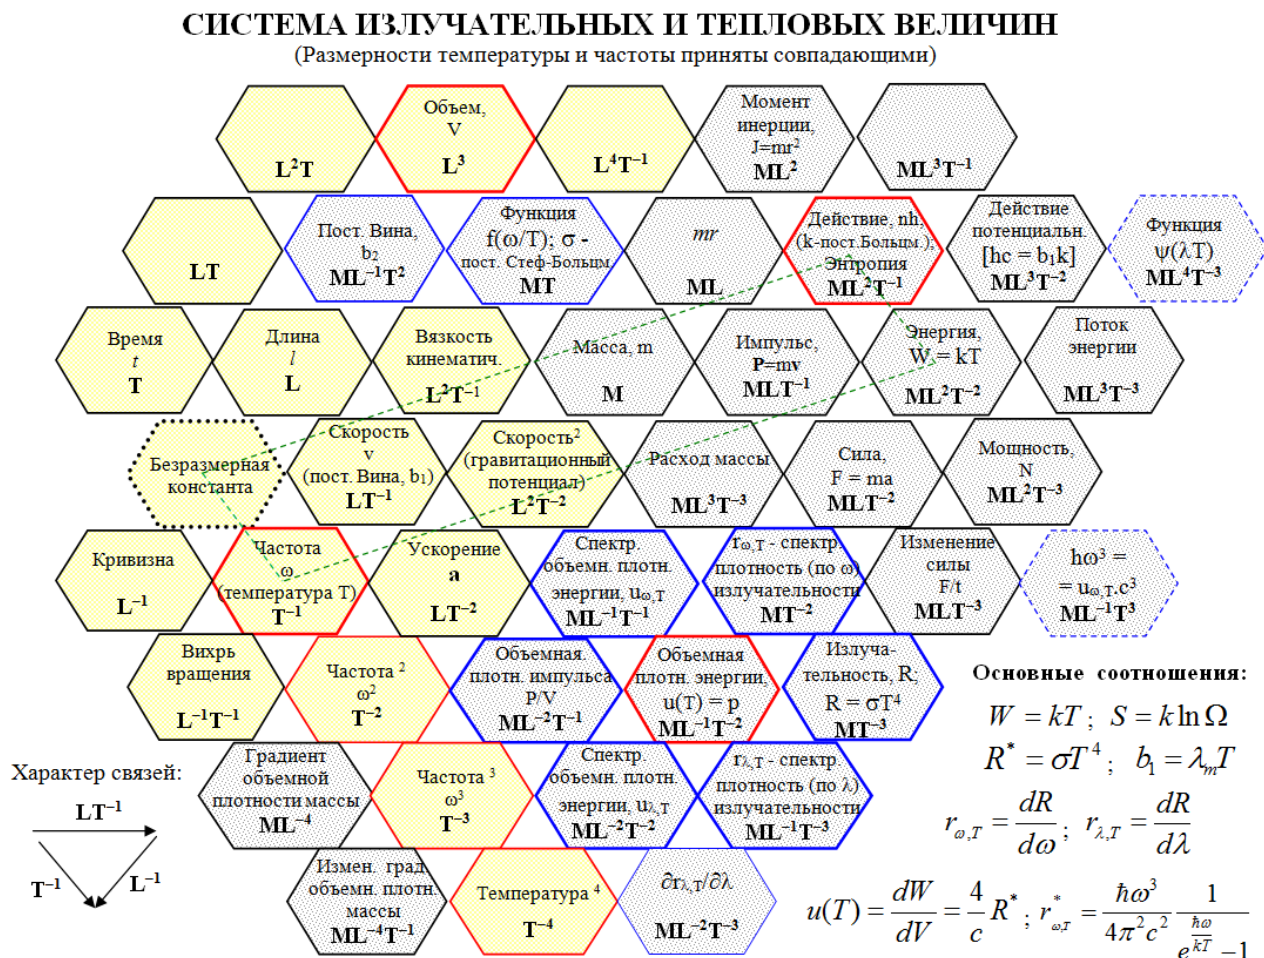 СИСТЕМА ИЗЛУЧАТЕЛЬНЫХ И ТЕПЛОВЫХ ВЕЛИЧИН
(Размерности температуры и частоты приняты совпадающими)
L²T
Объем,
V
L³
L⁴T⁻¹
Момент
инерции,
J=mr²
ML²
ML³T⁻¹
LT
Пост. Вина,
b₂
ML⁻¹T²
Функция
f(ω/T); σ -
пост. Стеф-Больцм.
MT
mr
ML
Действие, nh,
(k-пост.Больцм.);
Энтропия
ML²T⁻¹
Действие
потенциальн.
[hc = b₁k]
ML³T⁻²
Функция
ψ(λT)
ML⁴T⁻³
Время
t
T
Длина
l
L
Вязкость
кинематич.
L²T⁻¹
Масса, m
M
Импульс,
P=mv
MLT⁻¹
Энергия,
W = kT
ML²T⁻²
Поток
энергии
ML³T⁻³
Безразмерная
константа
Скорость
v
(пост. Вина, b₁)
LT⁻¹
Скорость²
(гравитационный
потенциал)
L²T⁻²
Расход массы
ML³T⁻³
Сила,
F = ma
MLT⁻²
Мощность,
N
ML²T⁻³
Кривизна
L⁻¹
Частота
ω
(температура T)
T⁻¹
Ускорение
a
LT⁻²
Спектр.
объемн. плотн.
энергии, uω,T
ML⁻¹T⁻¹
rω,T - спектр.
плотность (по ω)
излучательности
MT⁻²
Изменение
силы
F/t
MLT⁻³
hω³ =
= uω,T.c³
ML⁻¹T³
Вихрь
вращения
L⁻¹T⁻¹
Частота ²
ω²
T⁻²
Объемная.
плотн. импульса
P/V
ML⁻²T⁻¹
Объемная
плотн. энергии,
u(T) = p
ML⁻¹T⁻²
Излуча-
тельность, R;
R = σT⁴
MT⁻³
Градиент
объемной
плотности массы
ML⁻⁴
Частота ³
ω³
T⁻³
Спектр.
объемн. плотн.
энергии, uλ,T
ML⁻²T⁻²
rλ,T - спектр.
плотность (по λ)
излучательности
ML⁻¹T⁻³
Измен. град.
объемн. плотн.
массы
ML⁻⁴T⁻¹
Температура ⁴
T⁻⁴
∂rλ,T/∂λ
ML⁻²T⁻³
Характер связей:
LT⁻¹
T⁻¹
L⁻¹
Основные соотношения:
W = kT ; S = k ln Ω
R* = σT⁴ ; b₁ = λₘT
rω,T = dR/dω ; rλ,T = dR/dλ
u(T) = dW/dV = 4/c R* ; r*ω,T = ħω³/4π²c² 1/e^(ħω/kT) −1